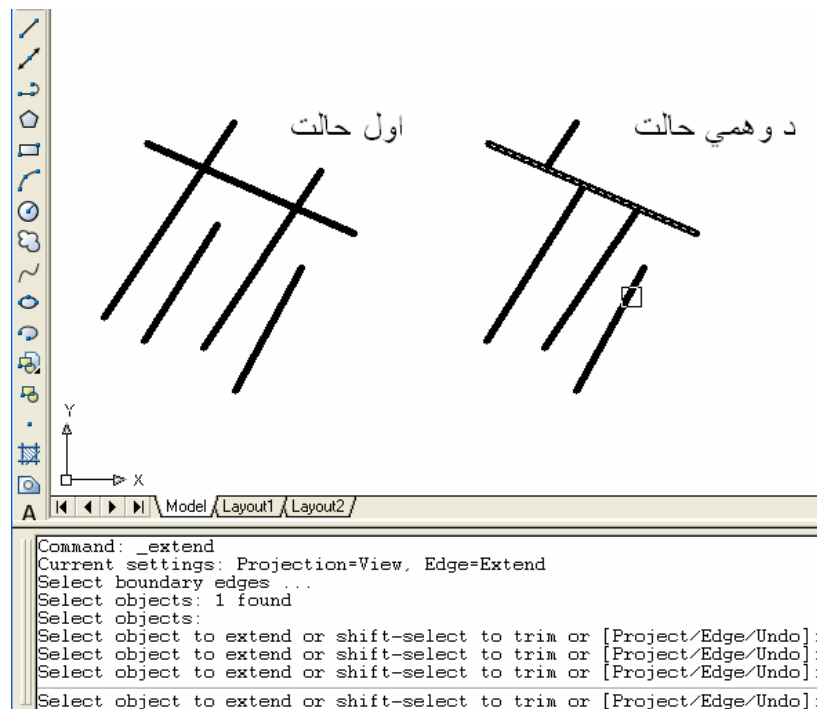 اول حالت
د وهمي حالت
Y
X
A
Model Layout1 Layout2
Command: _extend
Current settings: Projection=View, Edge=Extend
Select boundary edges ...
Select objects: 1 found
Select objects:
Select object to extend or shift-select to trim or [Project/Edge/Undo]:
Select object to extend or shift-select to trim or [Project/Edge/Undo]:
Select object to extend or shift-select to trim or [Project/Edge/Undo]:
Select object to extend or shift-select to trim or [Project/Edge/Undo]: